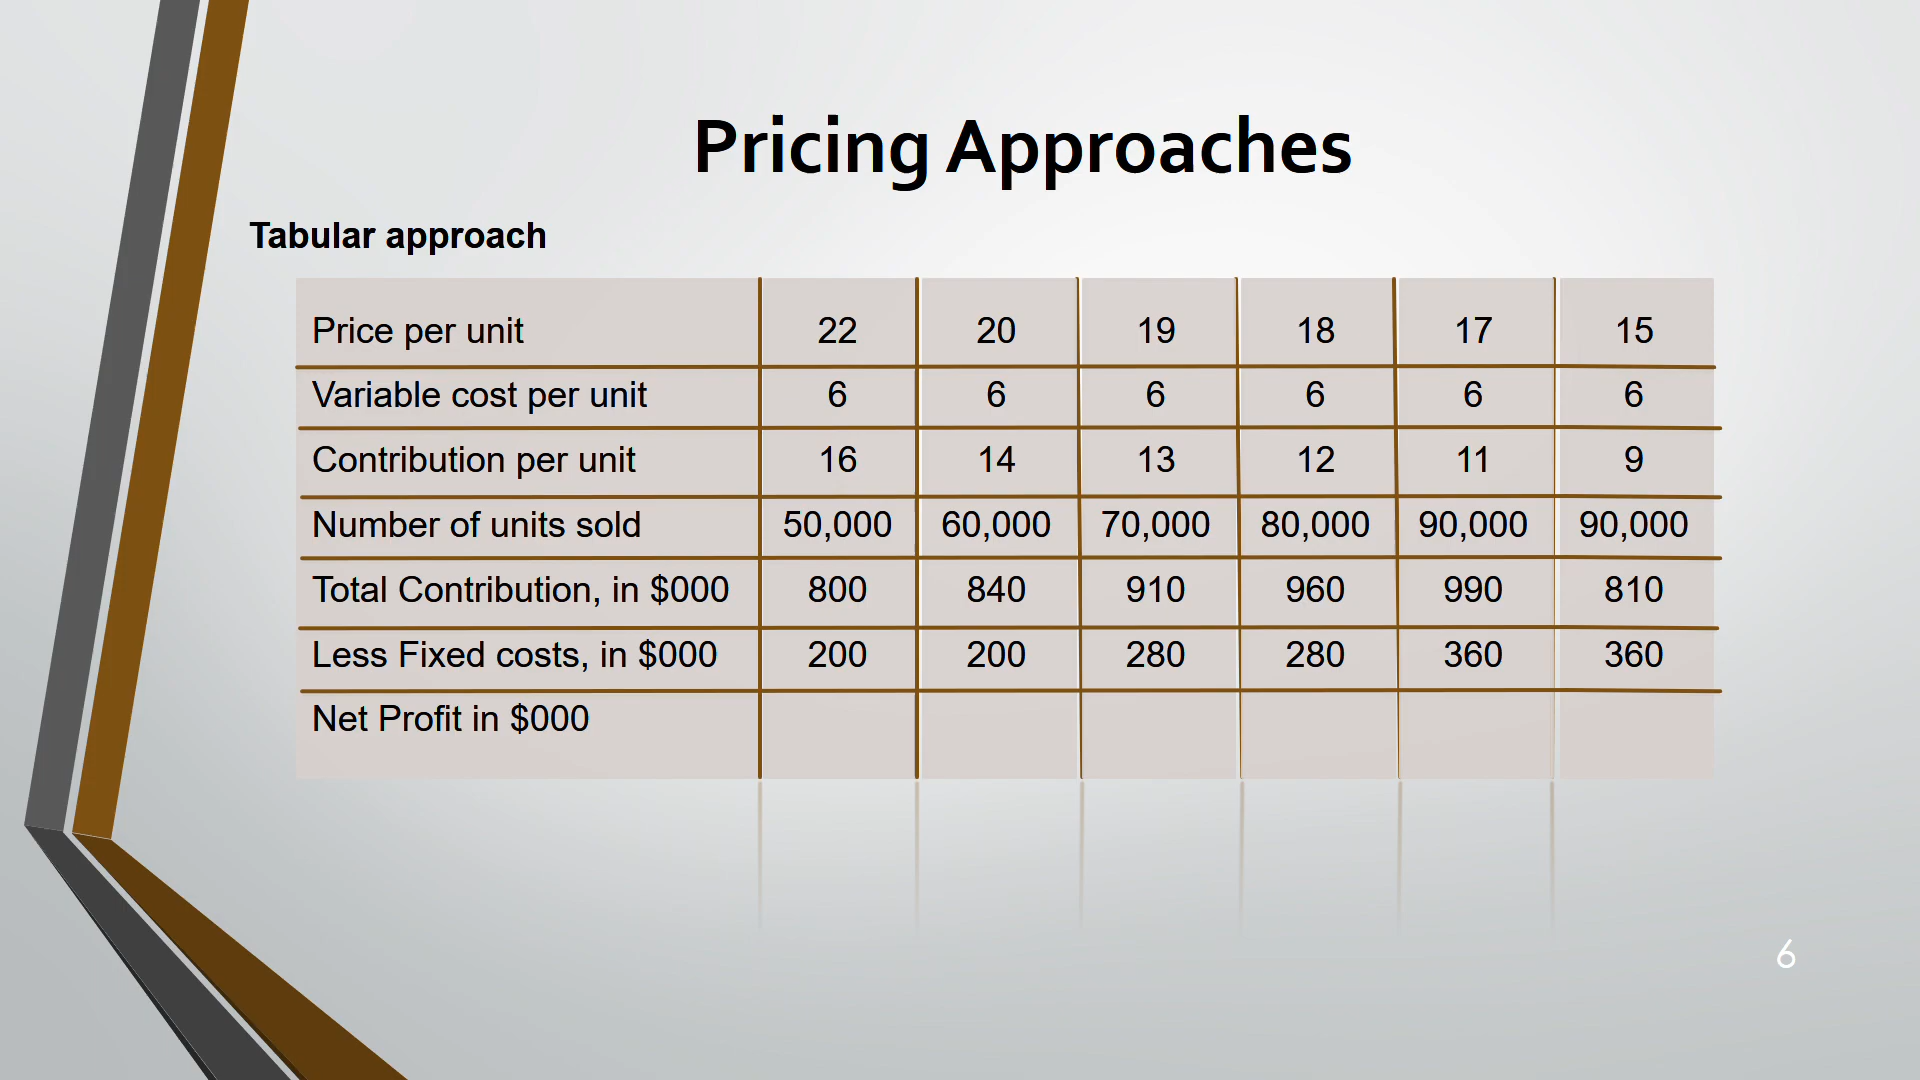 Pricing Approaches
Tabular approach
Price per unit 22 20 19 18 17 15
Variable cost per unit 6 6 6 6 6 6
Contribution per unit 16 14 13 12 11 9
Number of units sold 50,000 60,000 70,000 80,000 90,000 90,000
Total Contribution, in $000 800 840 910 960 990 810
Less Fixed costs, in $000 200 200 280 280 360 360
Net Profit in $000
6